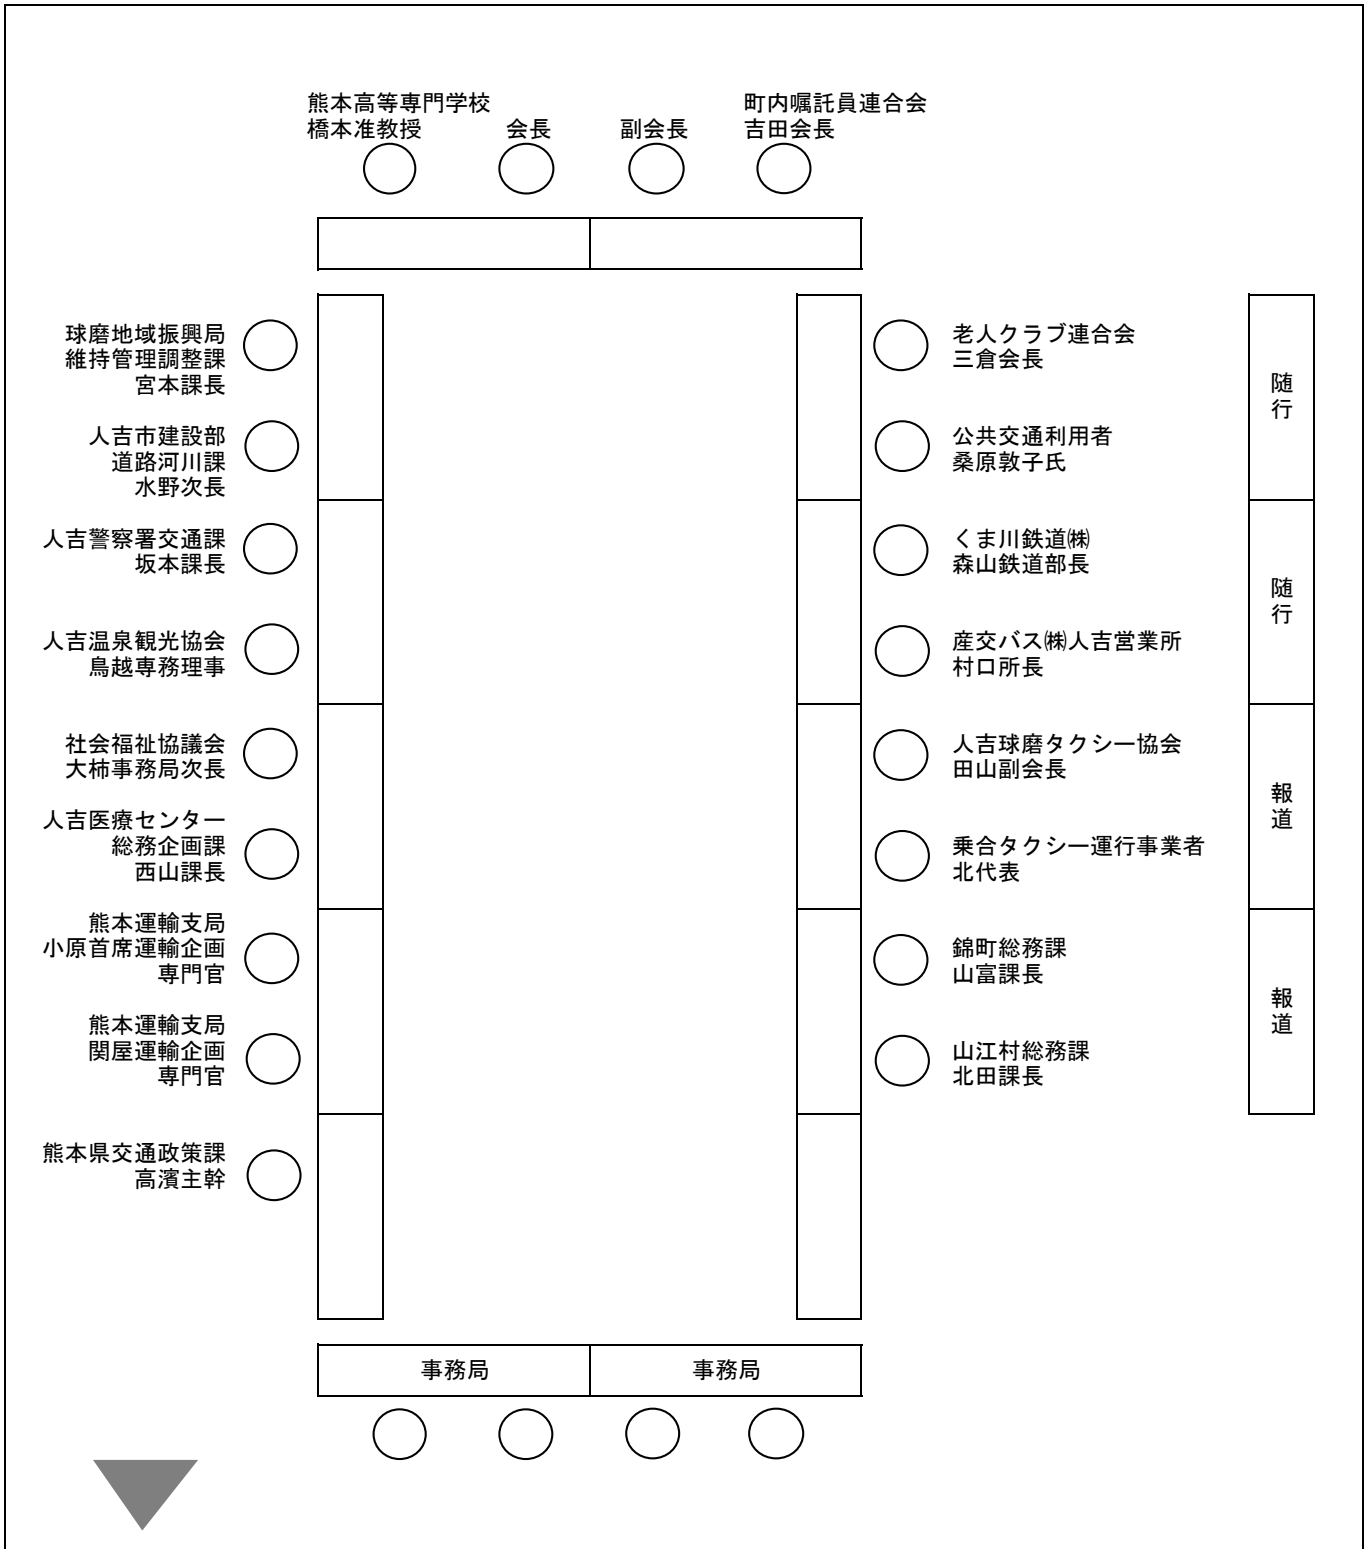 熊本高等専門学校
橋本准教授
会長
副会長
町内嘱託員連合会
吉田会長
球磨地域振興局
維持管理調整課
宮本課長
人吉市建設部
道路河川課
水野次長
人吉警察署交通課
坂本課長
人吉温泉観光協会
鳥越専務理事
社会福祉協議会
大柿事務局次長
人吉医療センター
総務企画課
西山課長
熊本運輸支局
小原首席運輸企画
専門官
熊本運輸支局
関屋運輸企画
専門官
熊本県交通政策課
高濱主幹
老人クラブ連合会
三倉会長
公共交通利用者
桑原敦子氏
くま川鉄道㈱
森山鉄道部長
産交バス㈱人吉営業所
村口所長
人吉球磨タクシー協会
田山副会長
乗合タクシー運行事業者
北代表
錦町総務課
山富課長
山江村総務課
北田課長
随行
随行
報道
報道
事務局
事務局